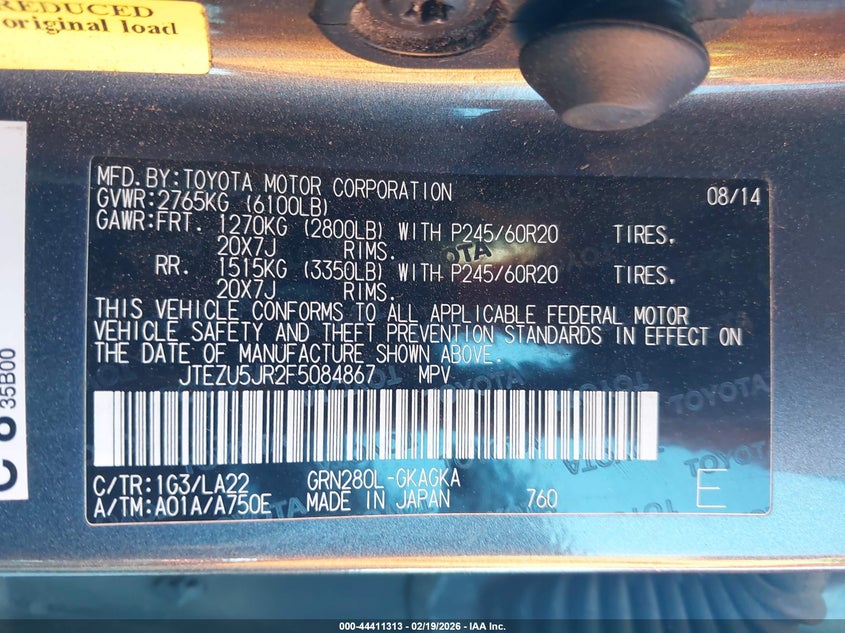 REDUCED
original load
MFD.BY:TOYOTA MOTOR CORPORATION 08/14
GVWR:2765KG (6100LB)
GAWR:FRT. 1270KG (2800LB) WITH P245/60R20 TIRES.
20X7J RIMS.
RR. 1515KG (3350LB) WITH P245/60R20 TIRES.
20X7J RIMS.
THIS VEHICLE CONFORMS TO ALL APPLICABLE FEDERAL MOTOR
VEHICLE SAFETY AND THEFT PREVENTION STANDARDS IN EFFECT ON
THE DATE OF MANUFACTURE SHOWN ABOVE.
JTEZU5JR2F5084867 MPV
C/TR:1G3/LA22 GRN280L-GKAGKA
A/TM:A01A/A750E MADE IN JAPAN 760 E
35B00
TOYOTA
TOYOTA
000-44411313 - 02/19/2026 - IAA Inc.